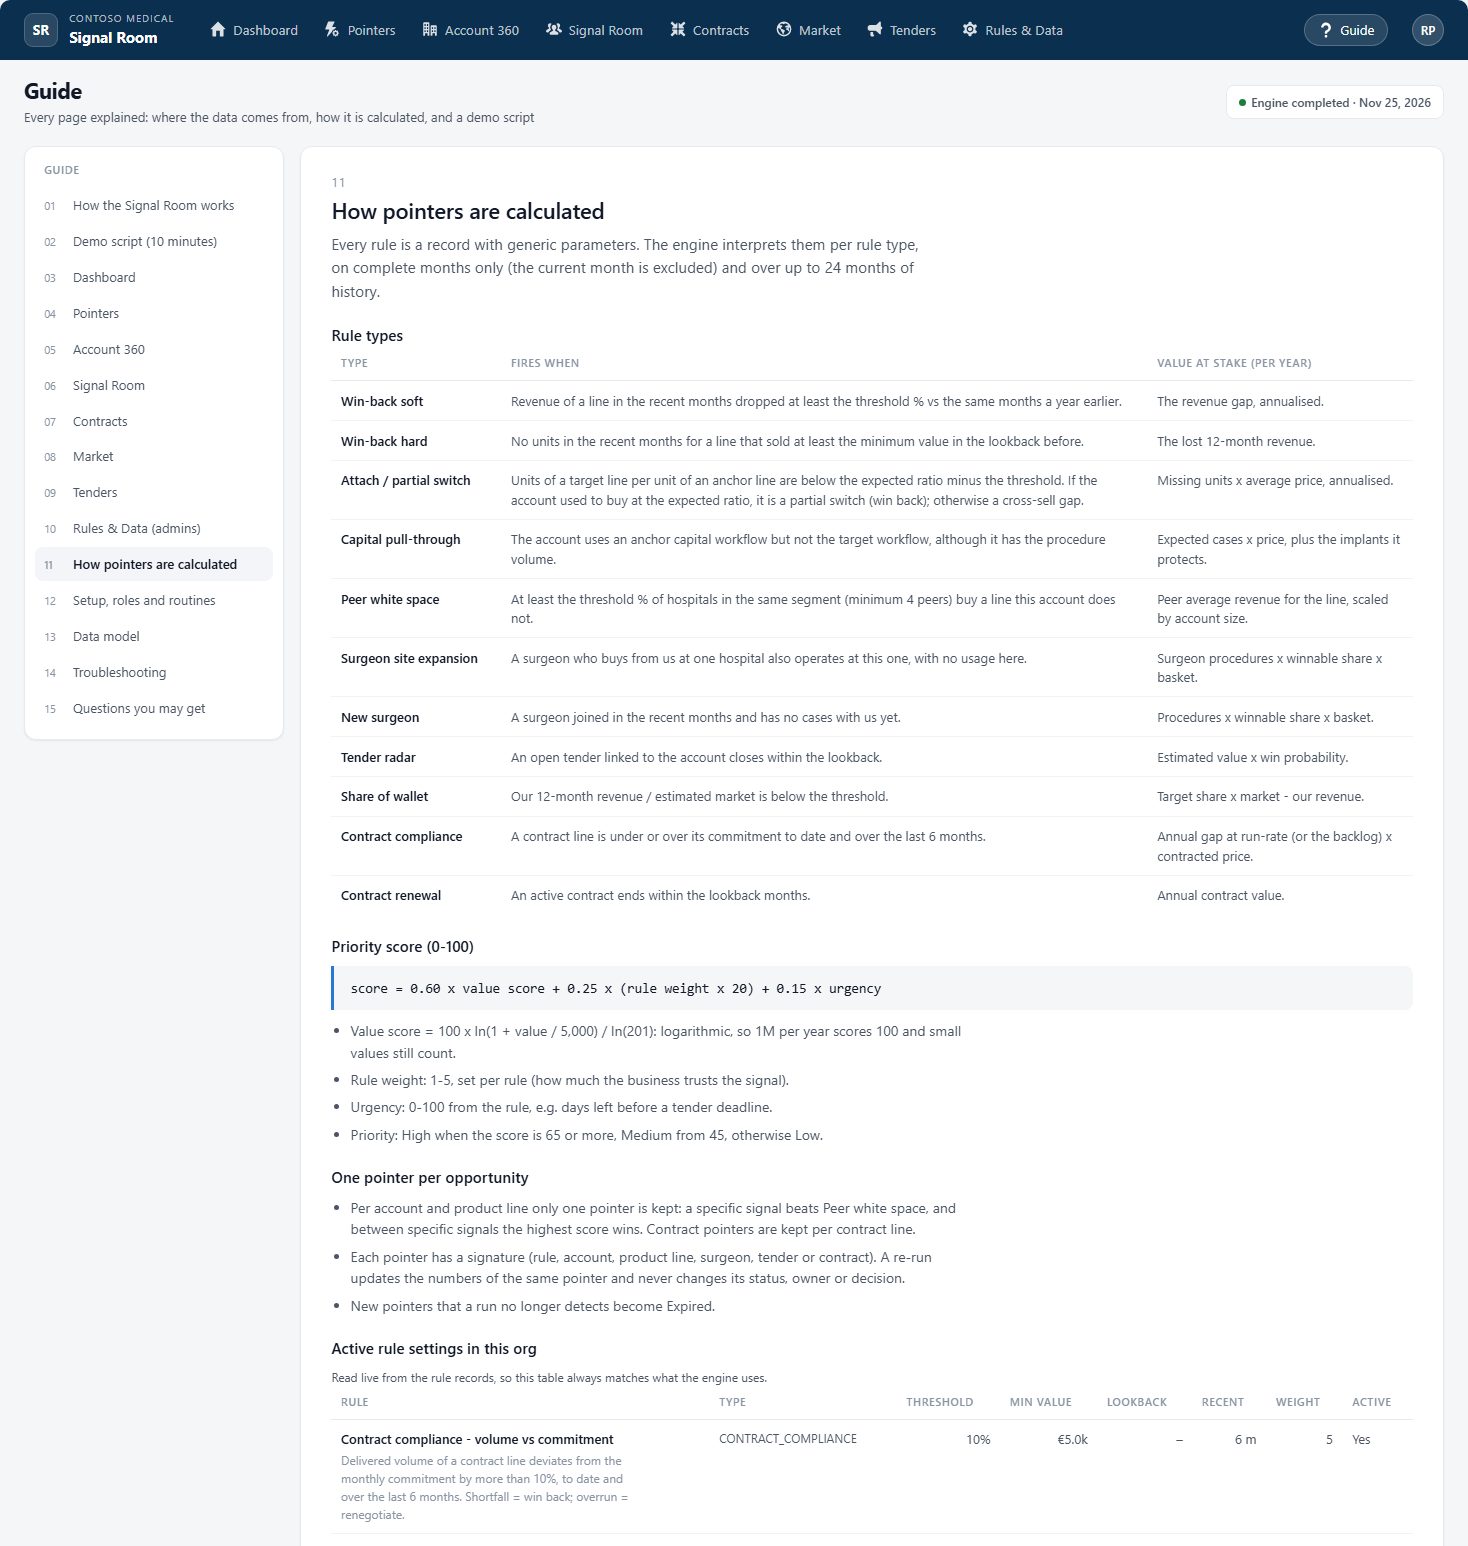 SR
CONTOSO MEDICAL
Signal Room
Dashboard
Pointers
Account 360
Signal Room
Contracts
Market
Tenders
Rules & Data
? Guide
RP
Guide
Every page explained: where the data comes from, how it is calculated, and a demo script
Engine completed · Nov 25, 2026
GUIDE
01 How the Signal Room works
02 Demo script (10 minutes)
03 Dashboard
04 Pointers
05 Account 360
06 Signal Room
07 Contracts
08 Market
09 Tenders
10 Rules & Data (admins)
11 How pointers are calculated
12 Setup, roles and routines
13 Data model
14 Troubleshooting
15 Questions you may get
11
How pointers are calculated
Every rule is a record with generic parameters. The engine interprets them per rule type,
on complete months only (the current month is excluded) and over up to 24 months of
history.
Rule types
TYPE FIRES WHEN VALUE AT STAKE (PER YEAR)
Win-back soft Revenue of a line in the recent months dropped at least the threshold % vs the same months a year earlier. The revenue gap, annualised.
Win-back hard No units in the recent months for a line that sold at least the minimum value in the lookback before. The lost 12-month revenue.
Attach / partial switch Units of a target line per unit of an anchor line are below the expected ratio minus the threshold. If the Missing units x average price, annualised.
account used to buy at the expected ratio, it is a partial switch (win back); otherwise a cross-sell gap.
Capital pull-through The account uses an anchor capital workflow but not the target workflow, although it has the procedure Expected cases x price, plus the implants it
volume. protects.
Peer white space At least the threshold % of hospitals in the same segment (minimum 4 peers) buy a line this account does Peer average revenue for the line, scaled
not. by account size.
Surgeon site expansion A surgeon who buys from us at one hospital also operates at this one, with no usage here. Surgeon procedures x winnable share x
basket.
New surgeon A surgeon joined in the recent months and has no cases with us yet. Procedures x winnable share x basket.
Tender radar An open tender linked to the account closes within the lookback. Estimated value x win probability.
Share of wallet Our 12-month revenue / estimated market is below the threshold. Target share x market - our revenue.
Contract compliance A contract line is under or over its commitment to date and over the last 6 months. Annual gap at run-rate (or the backlog) x
contracted price.
Contract renewal An active contract ends within the lookback months. Annual contract value.
Priority score (0-100)
score = 0.60 x value score + 0.25 x (rule weight x 20) + 0.15 x urgency
• Value score = 100 x ln(1 + value / 5,000) / ln(201): logarithmic, so 1M per year scores 100 and small
values still count.
• Rule weight: 1-5, set per rule (how much the business trusts the signal).
• Urgency: 0-100 from the rule, e.g. days left before a tender deadline.
• Priority: High when the score is 65 or more, Medium from 45, otherwise Low.
One pointer per opportunity
• Per account and product line only one pointer is kept: a specific signal beats Peer white space, and
between specific signals the highest score wins. Contract pointers are kept per contract line.
• Each pointer has a signature (rule, account, product line, surgeon, tender or contract). A re-run
updates the numbers of the same pointer and never changes its status, owner or decision.
• New pointers that a run no longer detects become Expired.
Active rule settings in this org
Read live from the rule records, so this table always matches what the engine uses.
RULE TYPE THRESHOLD MIN VALUE LOOKBACK RECENT WEIGHT ACTIVE
Contract compliance - volume vs commitment CONTRACT_COMPLIANCE 10% €5.0k – 6 m 5 Yes
Delivered volume of a contract line deviates from the
monthly commitment by more than 10%, to date and
over the last 6 months. Shortfall = win back; overrun =
renegotiate.